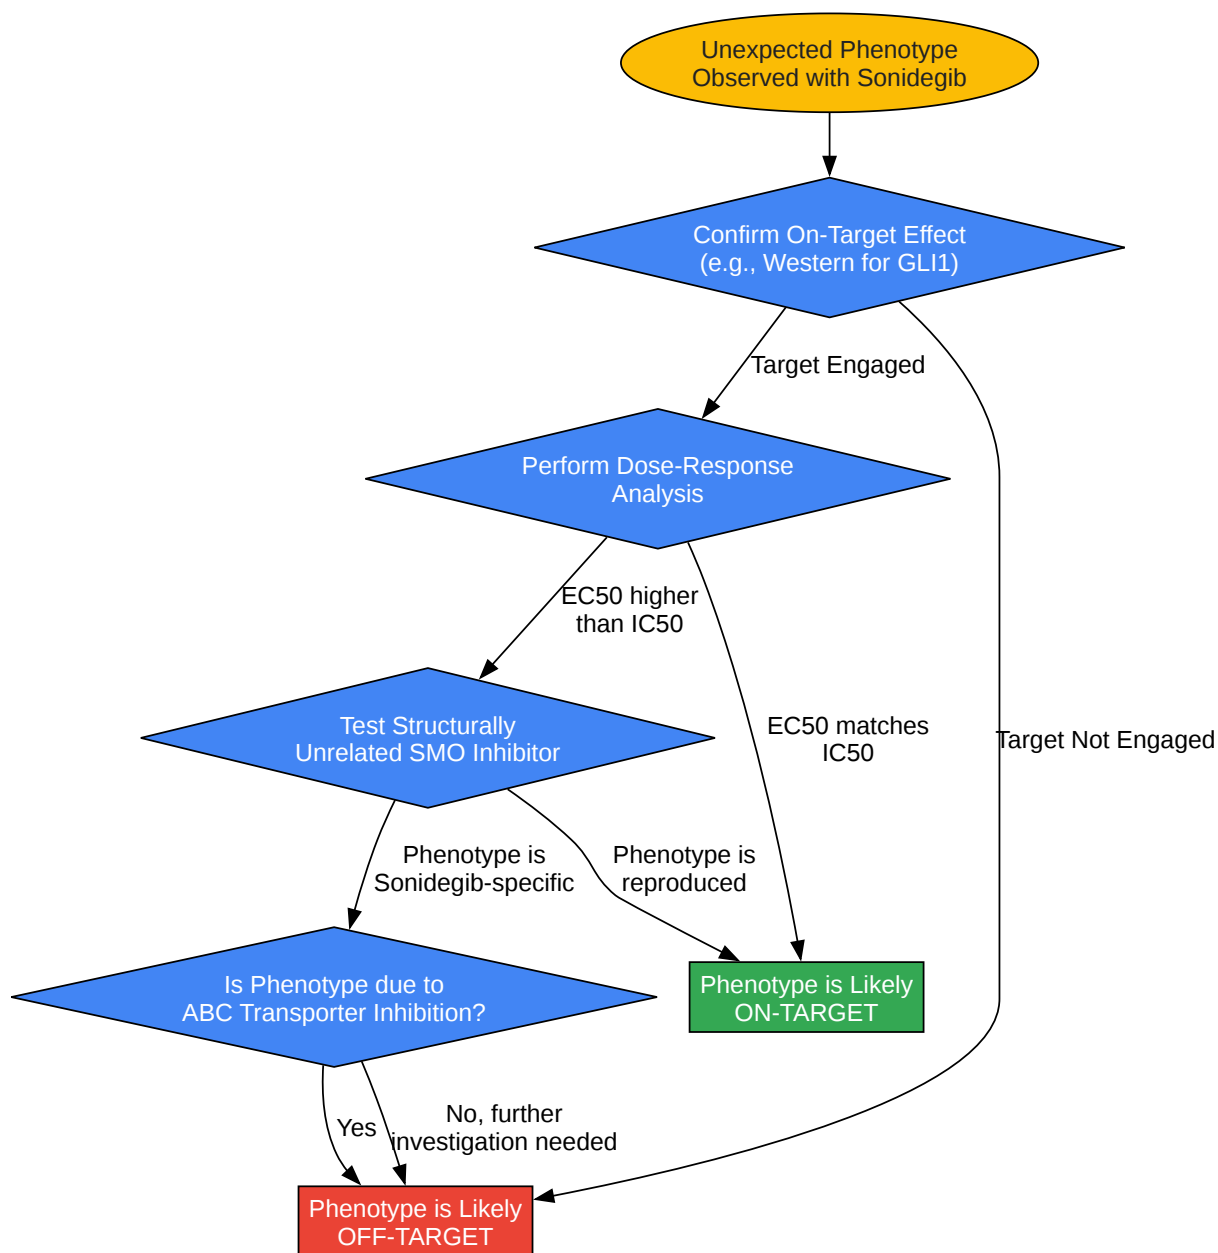 Unexpected Phenotype
Observed with Sonidegib
Confirm On-Target Effect
(e.g., Western for GLI1)
Target Engaged
Perform Dose-Response
Analysis
EC50 higher
than IC50
Test Structurally
Unrelated SMO Inhibitor
EC50 matches
IC50
Target Not Engaged
Phenotype is
Sonidegib-specific
Phenotype is
reproduced
Is Phenotype due to
ABC Transporter Inhibition?
Phenotype is Likely
ON-TARGET
Yes
No, further
investigation needed
Phenotype is Likely
OFF-TARGET